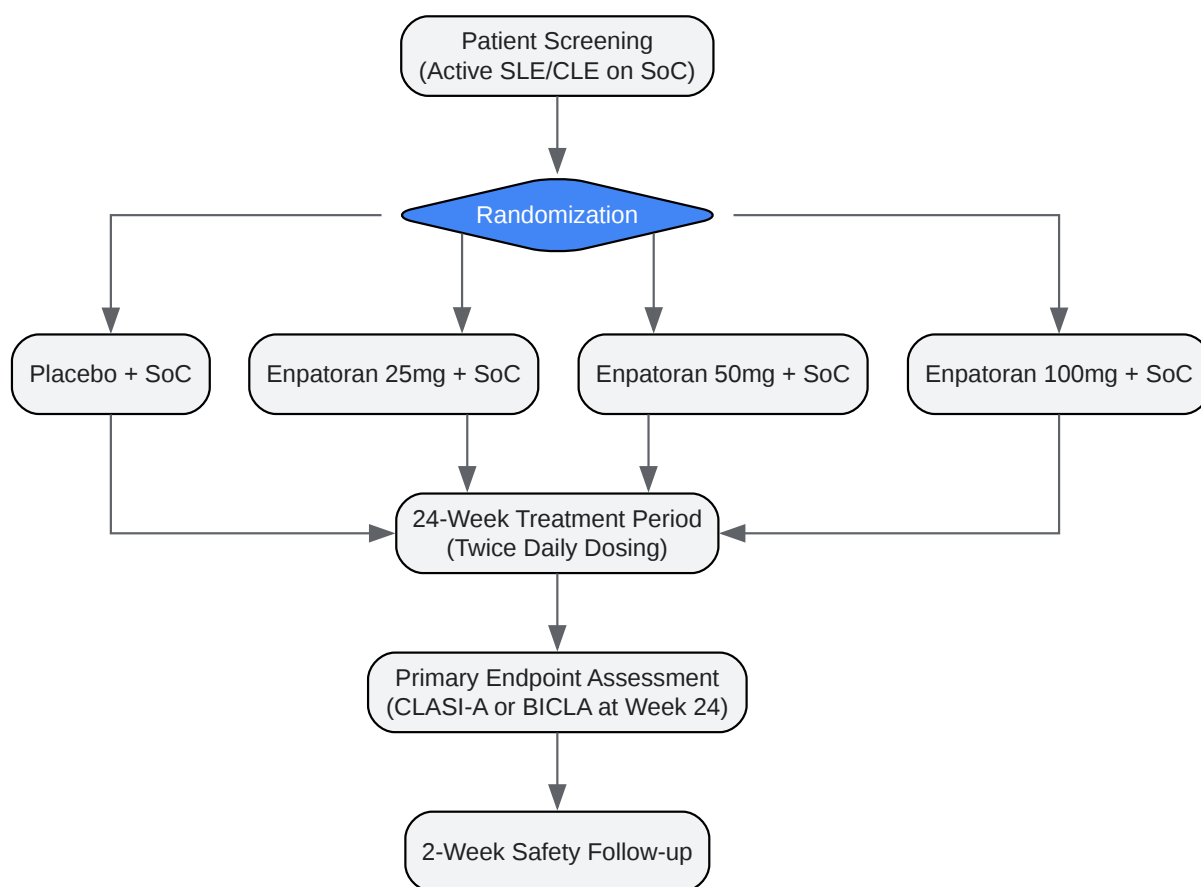 Patient Screening
(Active SLE/CLE on SoC)
Randomization
Placebo + SoC
Enpatoran 25mg + SoC
Enpatoran 50mg + SoC
Enpatoran 100mg + SoC
24-Week Treatment Period
(Twice Daily Dosing)
Primary Endpoint Assessment
(CLASI-A or BICLA at Week 24)
2-Week Safety Follow-up